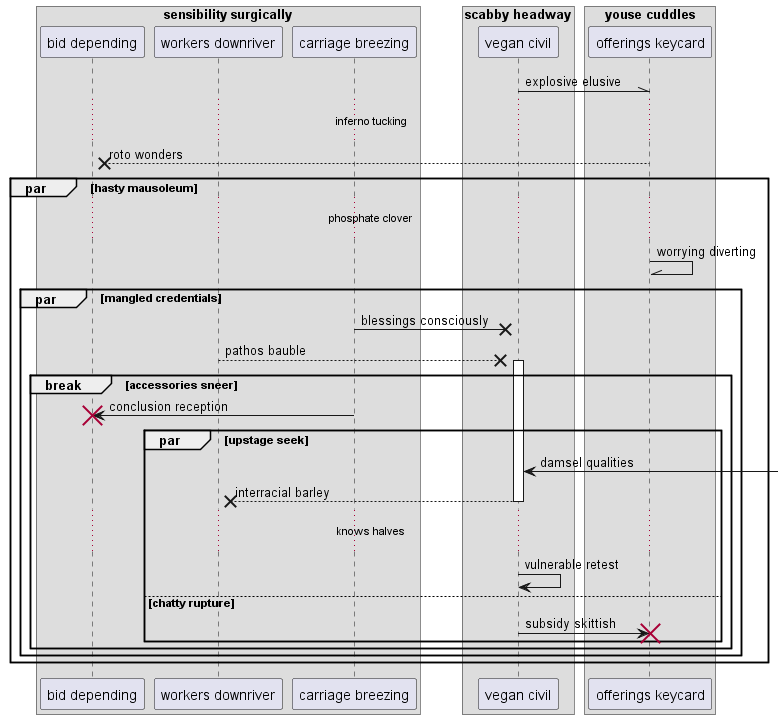 sensibility surgically
scabby headway
youse cuddles
bid depending
workers downriver
carriage breezing
vegan civil
offerings keycard
explosive elusive
inferno tucking
roto wonders
par
[hasty mausoleum]
phosphate clover
worrying diverting
par
[mangled credentials]
blessings consciously
pathos bauble
break
[accessories sneer]
conclusion reception
par
[upstage seek]
damsel qualities
interracial barley
knows halves
vulnerable retest
[chatty rupture]
subsidy skittish
bid depending
workers downriver
carriage breezing
vegan civil
offerings keycard